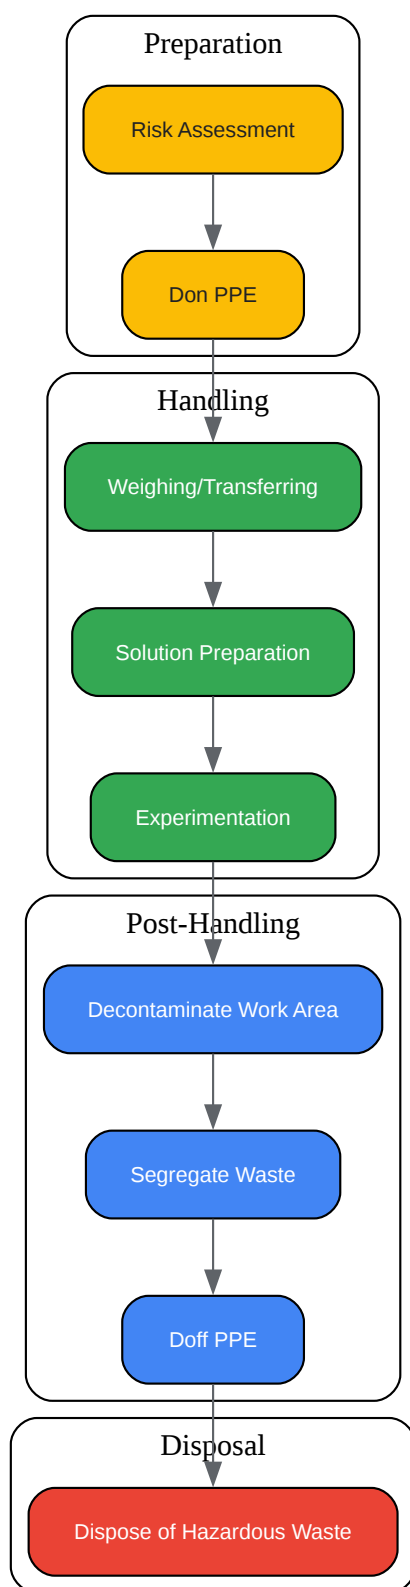 Preparation
Risk Assessment
Don PPE
Handling
Weighing/Transferring
Solution Preparation
Experimentation
Post-Handling
Decontaminate Work Area
Segregate Waste
Doff PPE
Disposal
Dispose of Hazardous Waste